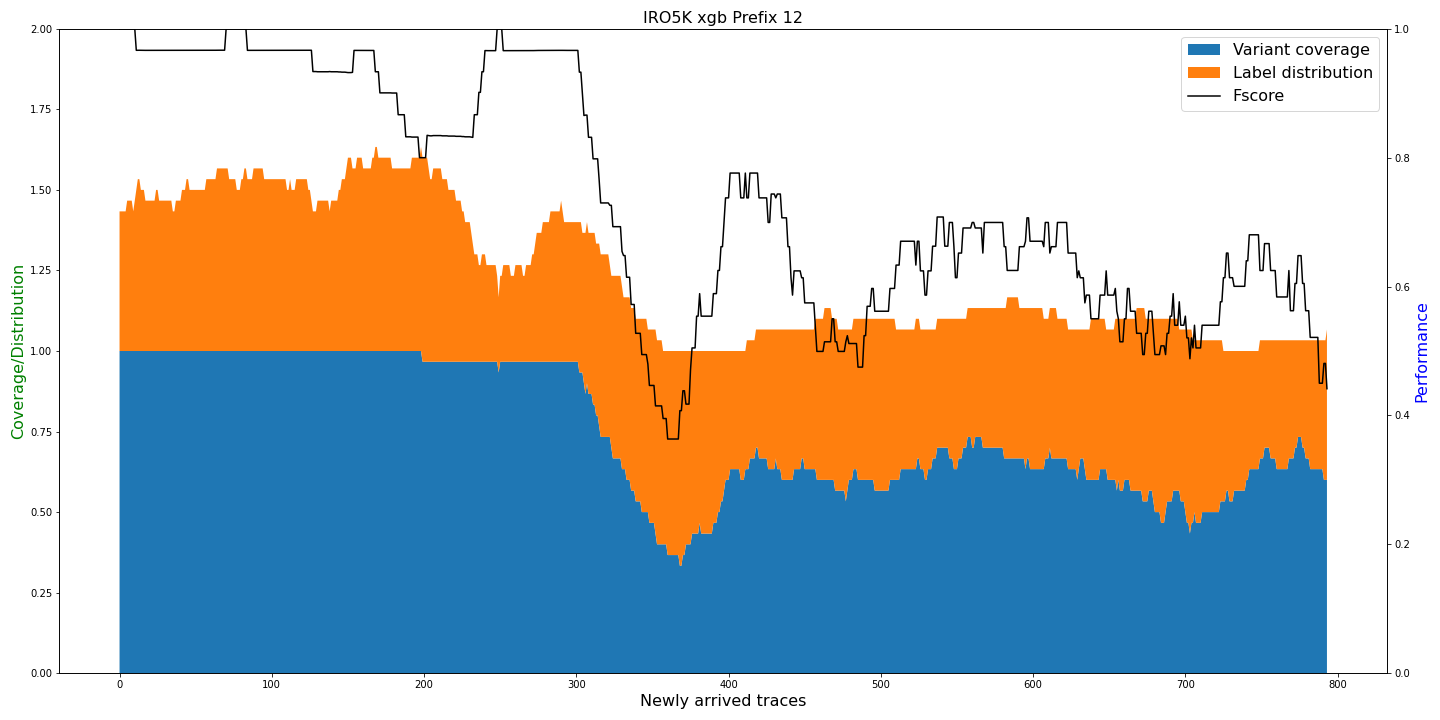 IRO5K xgb Prefix 12
2.00
1.75
1.50
1.25
1.00
0.75
0.50
0.25
0.00
Coverage/Distribution
1.0
0.8
0.6
0.4
0.2
0.0
Performance
Variant coverage
Label distribution
Fscore
0 100 200 300 400 500 600 700 800
Newly arrived traces